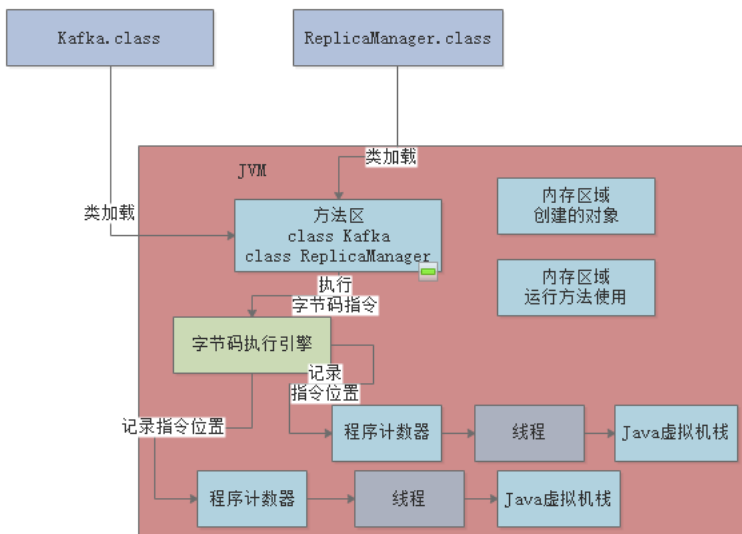 Kafka.class
ReplicaManager.class
类加载
JVM
类加载
方法区
class Kafka
class ReplicaManager
内存区域
创建的对象
内存区域
运行方法使用
执行
字节码指令
字节码执行引擎
记录
指令位置
记录指令位置
程序计数器
线程
Java虚拟机栈
程序计数器
线程
Java虚拟机栈